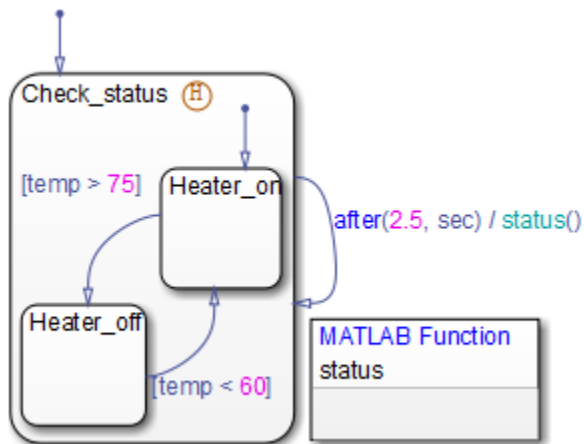 Check_status H
[temp > 75]
Heater_on
after(2.5, sec) / status()
Heater_off
[temp < 60]
MATLAB Function
status